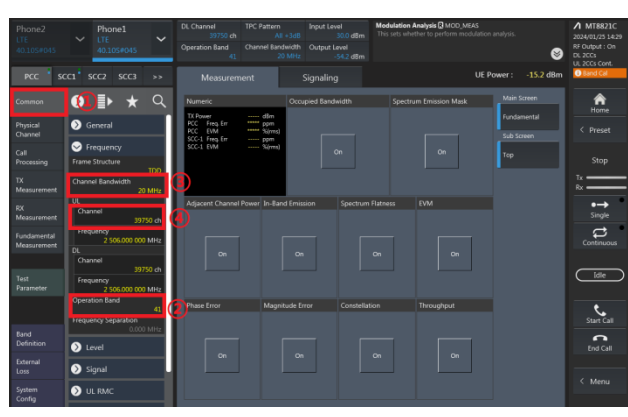 Phone2
LTE
40.105#045
Phone1
LTE
40.105#045
DL Channel
39750 ch
TPC Pattern
All +3dB
Input Level
30.0 dBm
Operation Band
41
Channel Bandwidth
20 MHz
Output Level
-54.2 dBm
Modulation Analysis MOD_MEAS
This sets whether to perform modulation analysis.
MT8821C
2024/01/25 14:29
RF Output : On
DL 2CCs
UL 2CCs Cont.
Band Cal
PCC
SCC1
SCC2
SCC3
>>
Measurement
Signaling
UE Power : -15.2 dBm
Common
Physical
Channel
Call
Processing
TX
Measurement
RX
Measurement
Fundamental
Measurement
Test
Parameter
Band
Definition
External
Loss
System
Config
①
General
Frequency
Frame Structure
TDD
Channel Bandwidth
20 MHz
③
UL
Channel
39750 ch
④
Frequency
2 506.000 000 MHz
DL
Channel
39750 ch
Frequency
2 506.000 000 MHz
Operation Band
41
②
Frequency Separation
0.000 MHz
Level
Signal
UL RMC
Numeric
TX Power ----- dBm
PCC Freq. Err ----- ppm
PCC EVM ----- %(rms)
SCC-1 Freq. Err ----- ppm
SCC-1 EVM ----- %(rms)
Occupied Bandwidth
On
Spectrum Emission Mask
On
Adjacent Channel Power
On
In-Band Emission
On
Spectrum Flatness
On
EVM
On
Phase Error
On
Magnitude Error
On
Constellation
On
Throughput
On
Main Screen
Fundamental
Sub Screen
Top
Home
< Preset
Stop
Tx
Rx
Single
Continuous
Idle
Start Call
End Call
< Menu